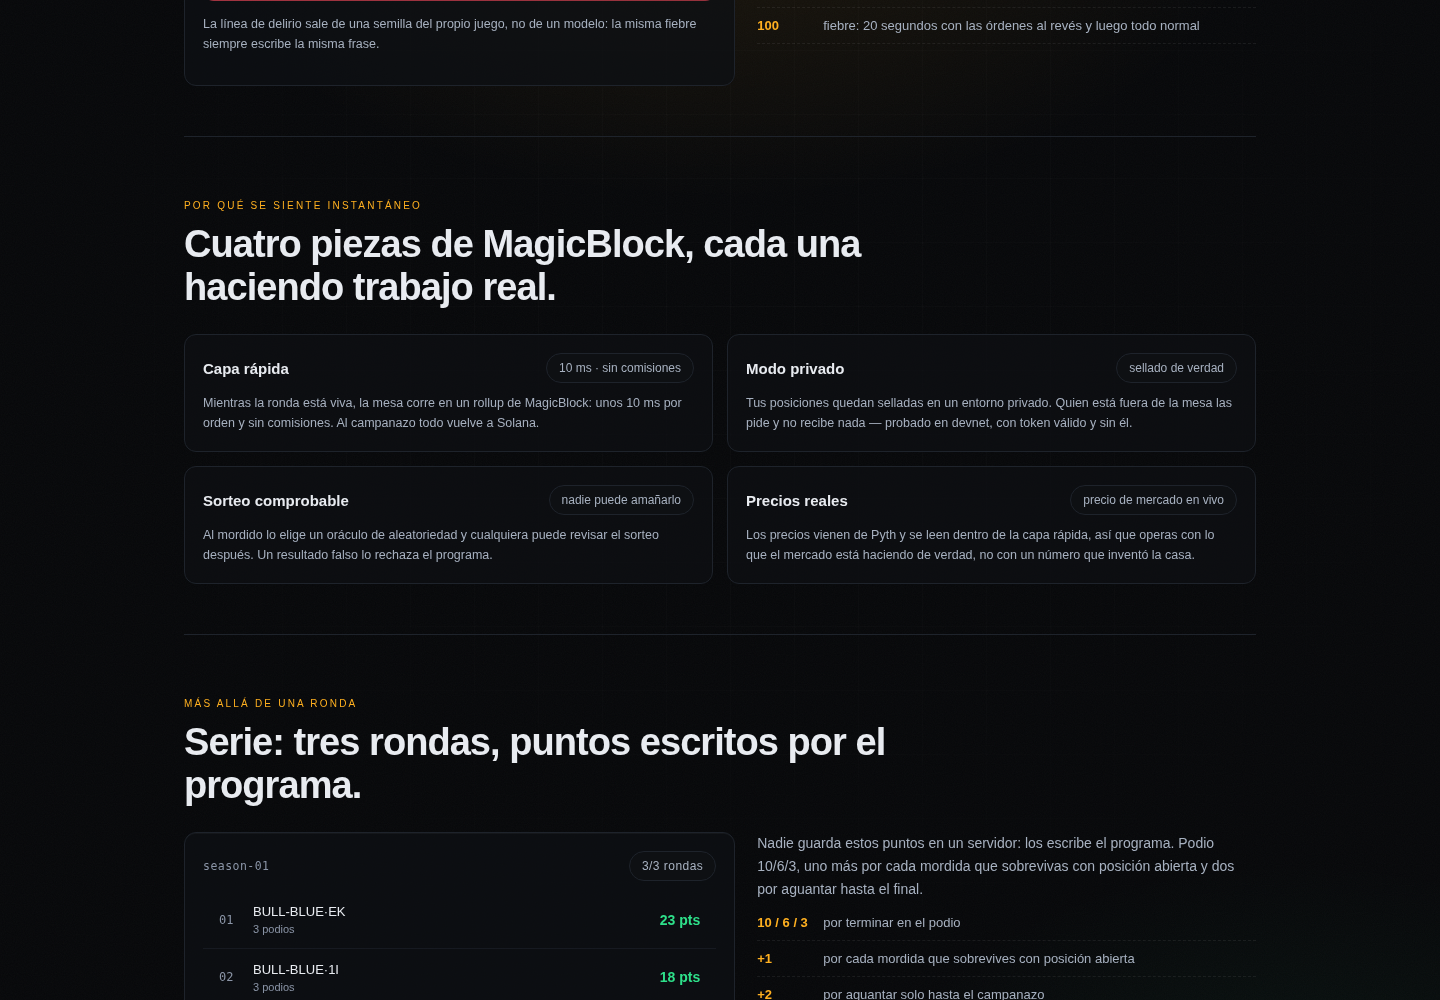 La línea de delirio sale de una semilla del propio juego, no de un modelo: la misma fiebre
siempre escribe la misma frase.
100 fiebre: 20 segundos con las órdenes al revés y luego todo normal
POR QUÉ SE SIENTE INSTANTÁNEO
Cuatro piezas de MagicBlock, cada una
haciendo trabajo real.
Capa rápida
10 ms · sin comisiones
Mientras la ronda está viva, la mesa corre en un rollup de MagicBlock: unos 10 ms por
orden y sin comisiones. Al campanazo todo vuelve a Solana.
Modo privado
sellado de verdad
Tus posiciones quedan selladas en un entorno privado. Quien está fuera de la mesa las
pide y no recibe nada — probado en devnet, con token válido y sin él.
Sorteo comprobable
nadie puede amañarlo
Al mordido lo elige un oráculo de aleatoriedad y cualquiera puede revisar el sorteo
después. Un resultado falso lo rechaza el programa.
Precios reales
precio de mercado en vivo
Los precios vienen de Pyth y se leen dentro de la capa rápida, así que operas con lo
que el mercado está haciendo de verdad, no con un número que inventó la casa.
MÁS ALLÁ DE UNA RONDA
Serie: tres rondas, puntos escritos por el
programa.
season-01
3/3 rondas
01 BULL-BLUE·EK 23 pts
3 podios
02 BULL-BLUE·1I 18 pts
3 podios
Nadie guarda estos puntos en un servidor: los escribe el programa. Podio
10/6/3, uno más por cada mordida que sobrevivas con posición abierta y dos
por aguantar hasta el final.
10 / 6 / 3 por terminar en el podio
+1 por cada mordida que sobrevives con posición abierta
+2 por aguantar solo hasta el campanazo